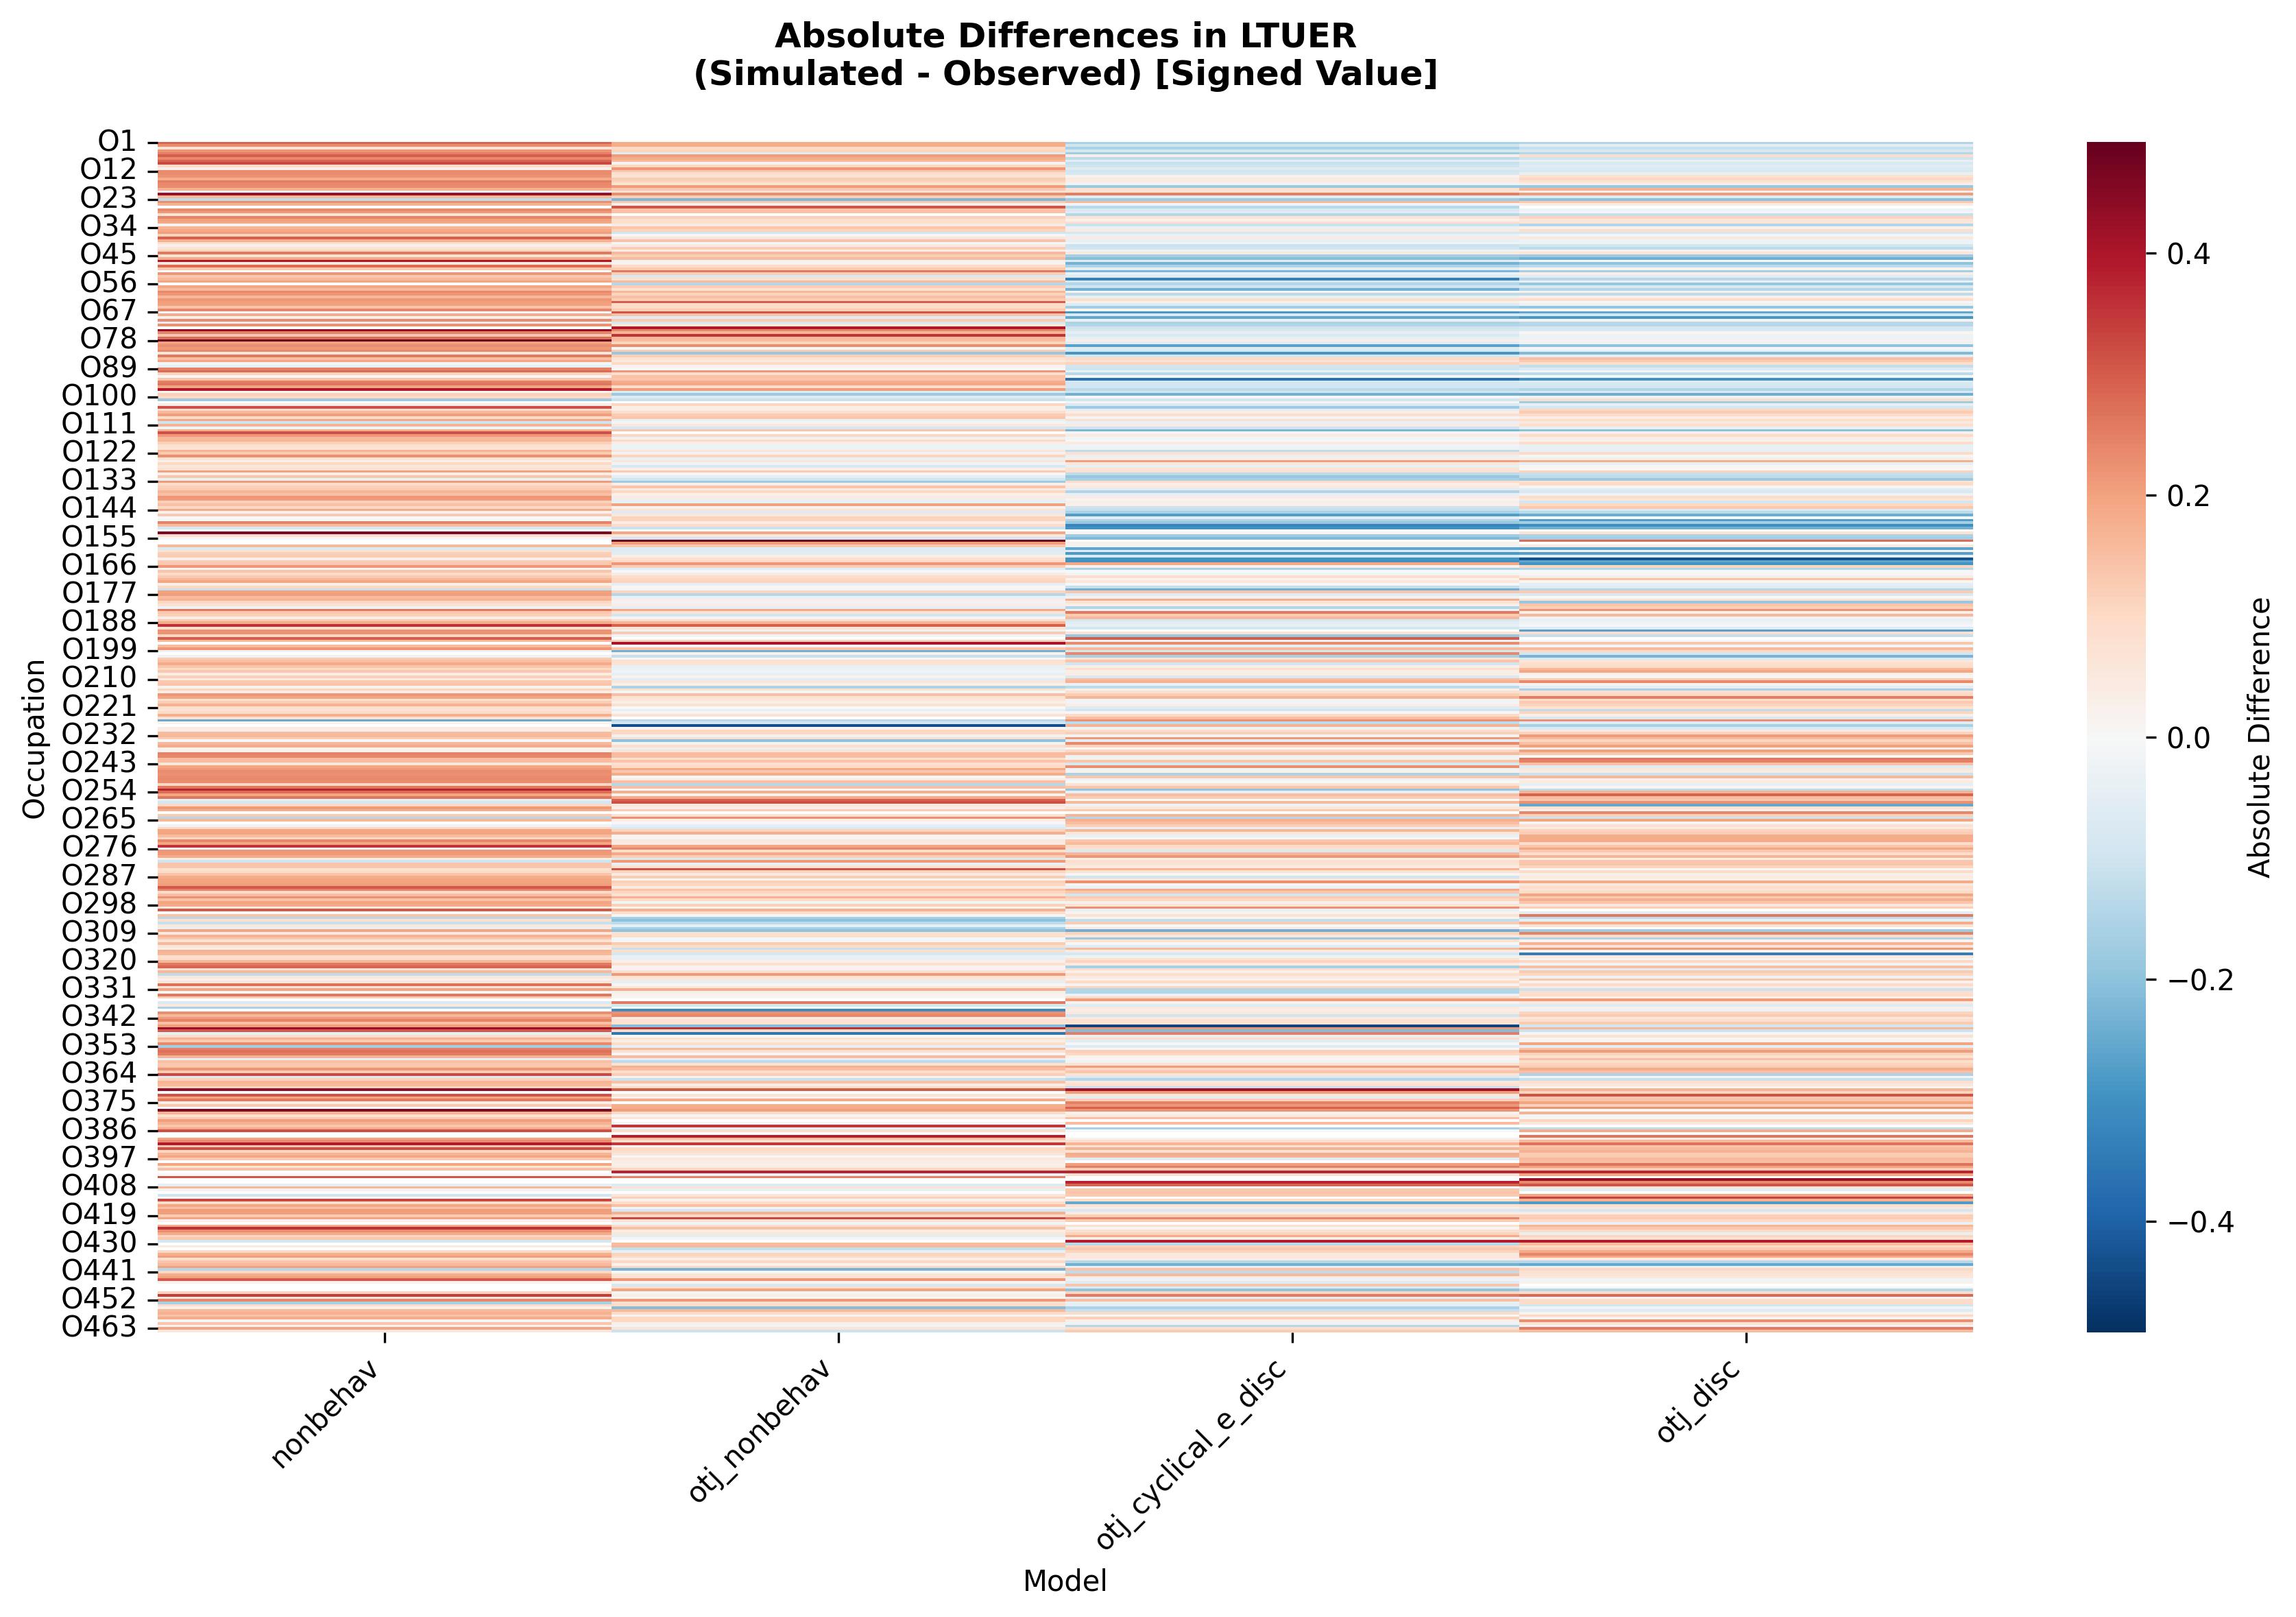 Absolute Differences in LTUER
(Simulated - Observed) [Signed Value]
Occupation
O1
O12
O23
O34
O45
O56
O67
O78
O89
O100
O111
O122
O133
O144
O155
O166
O177
O188
O199
O210
O221
O232
O243
O254
O265
O276
O287
O298
O309
O320
O331
O342
O353
O364
O375
O386
O397
O408
O419
O430
O441
O452
O463
nonbehav
otj_nonbehav
otj_cyclical_e_disc
otj_disc
Model
0.4
0.2
0.0
−0.2
−0.4
Absolute Difference